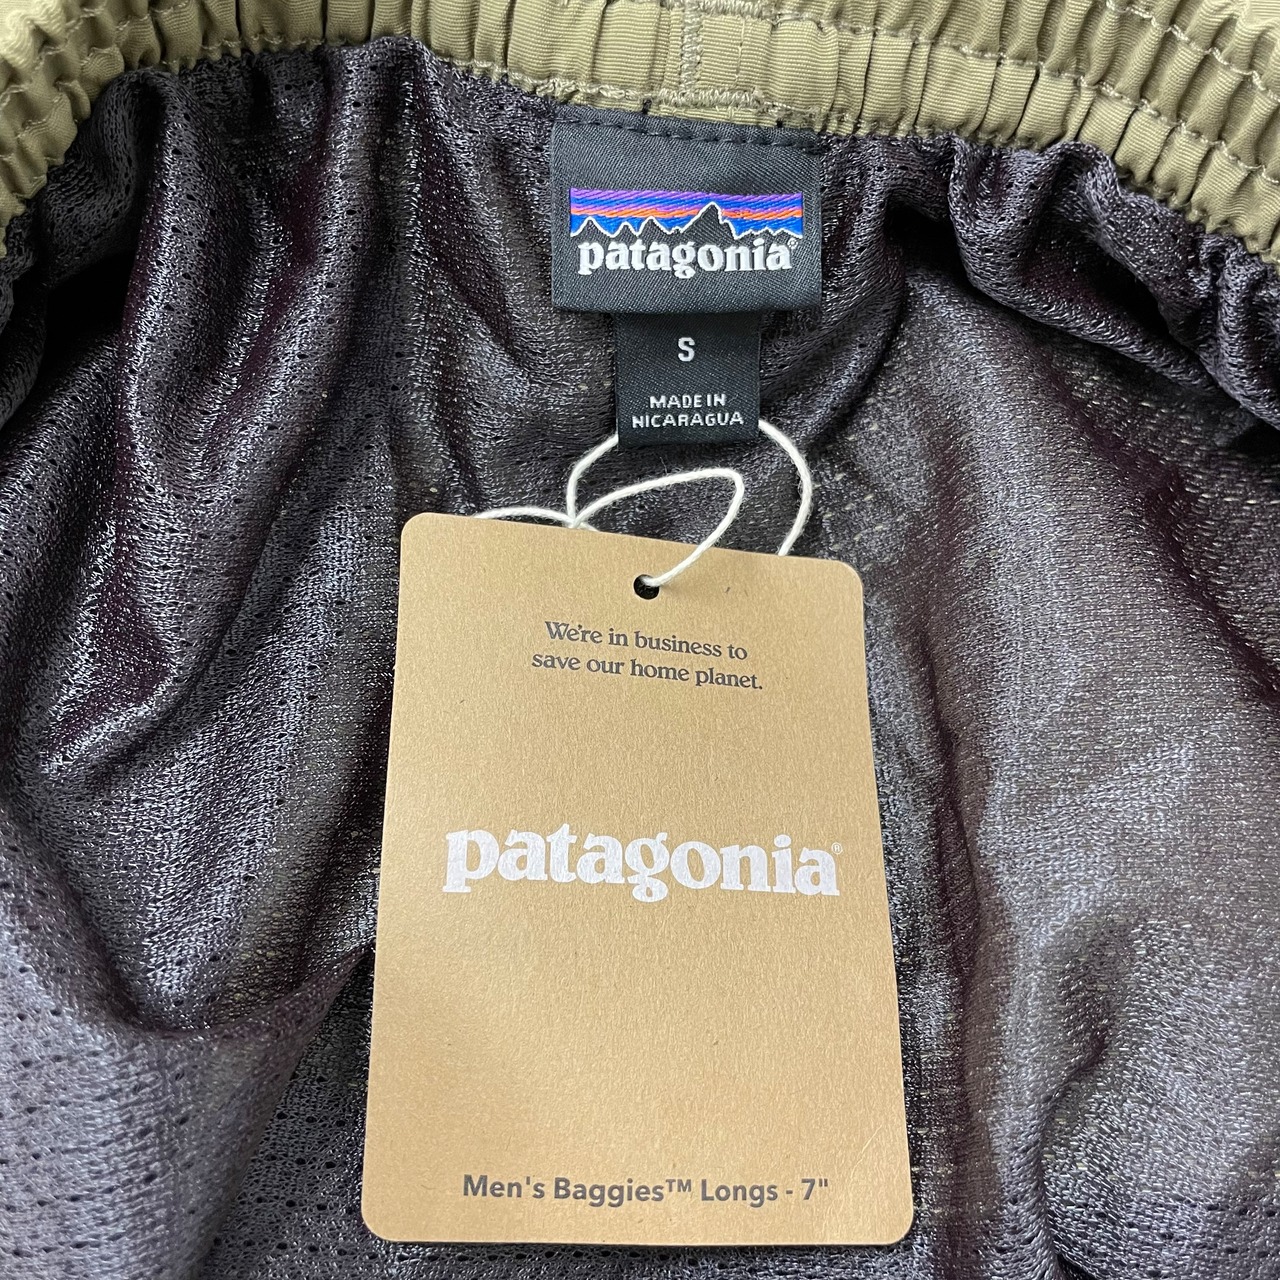 patagonia®
S
MADE IN
NICARAGUA
We're in business to
save our home planet.
patagonia®
Men's Baggies™ Longs - 7"